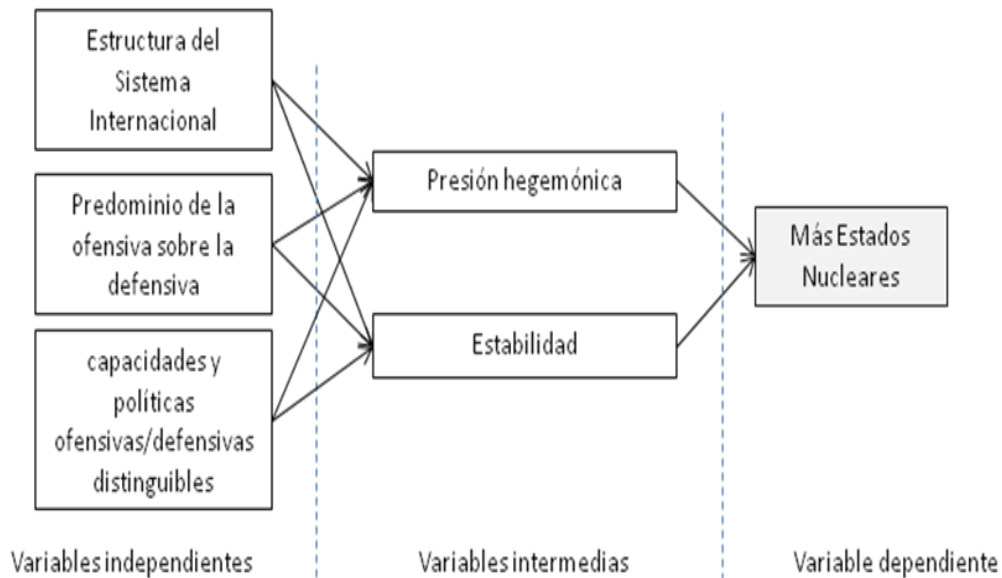 Estructura del
Sistema
Internacional
Predominio de la
ofensiva sobre la
defensiva
capacidades y
políticas
ofensivas/defensivas
distinguibles
Presión hegemónica
Estabilidad
Más Estados
Nucleares
Variables independientes
Variables intermedias
Variable dependiente